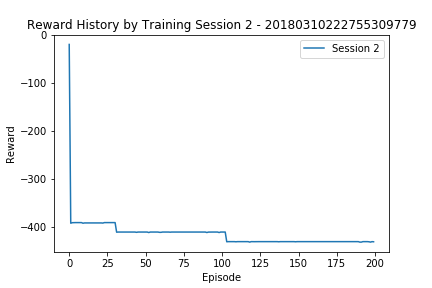 Reward History by Training Session 2 - 20180310222755309779
Session 2
0
−100
−200
−300
−400
Reward
0 25 50 75 100 125 150 175 200
Episode